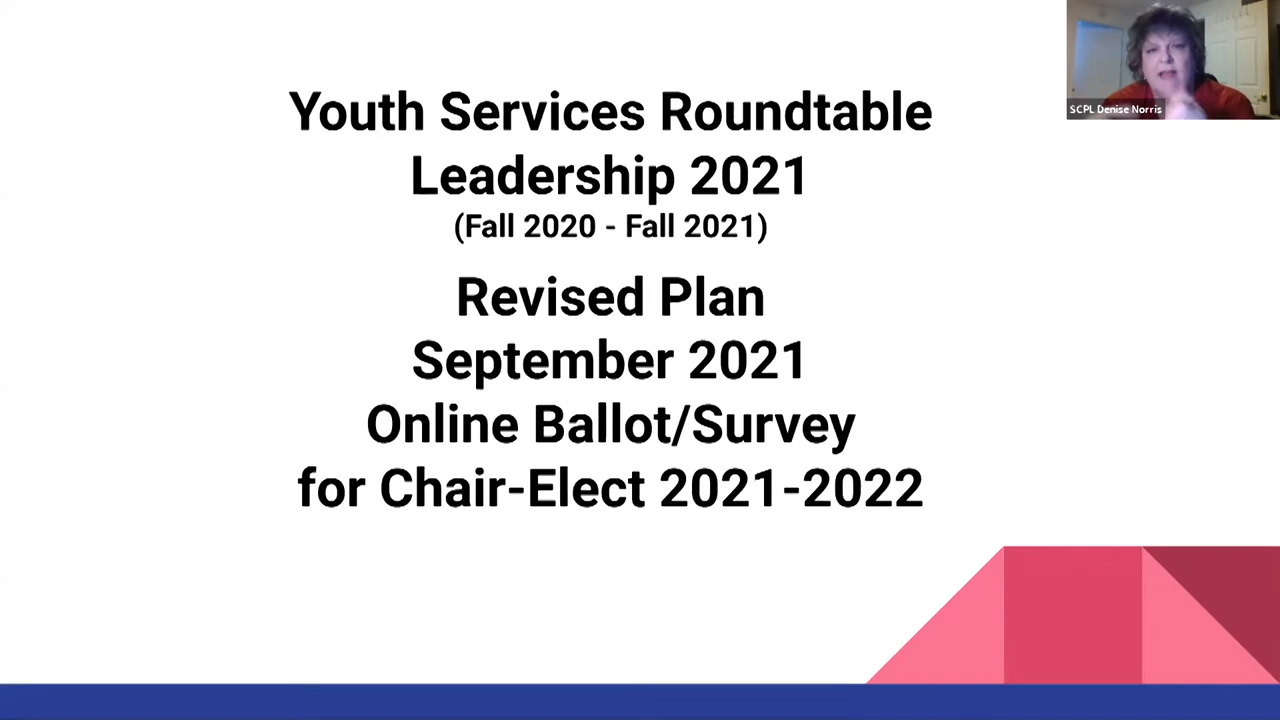 Youth Services Roundtable
Leadership 2021
(Fall 2020 - Fall 2021)
Revised Plan
September 2021
Online Ballot/Survey
for Chair-Elect 2021-2022
SCPL Denise Norris